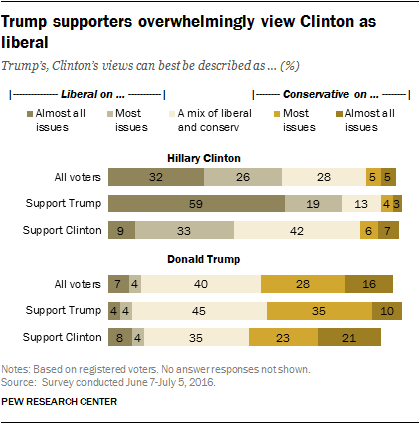 Trump supporters overwhelmingly view Clinton as
liberal
Trump's, Clinton's views can best be described as ... (%)
|-------------- Liberal on ... -----------| |-------- Conservative on ... -------|
Almost all issues Most issues A mix of liberal and conserv Most issues Almost all issues
Hillary Clinton
All voters 32 26 28 5 5
Support Trump 59 19 13 4 3
Support Clinton 9 33 42 6 7
Donald Trump
All voters 7 4 40 28 16
Support Trump 4 4 45 35 10
Support Clinton 8 4 35 23 21
Notes: Based on registered voters. No answer responses not shown.
Source: Survey conducted June 7-July 5, 2016.
PEW RESEARCH CENTER